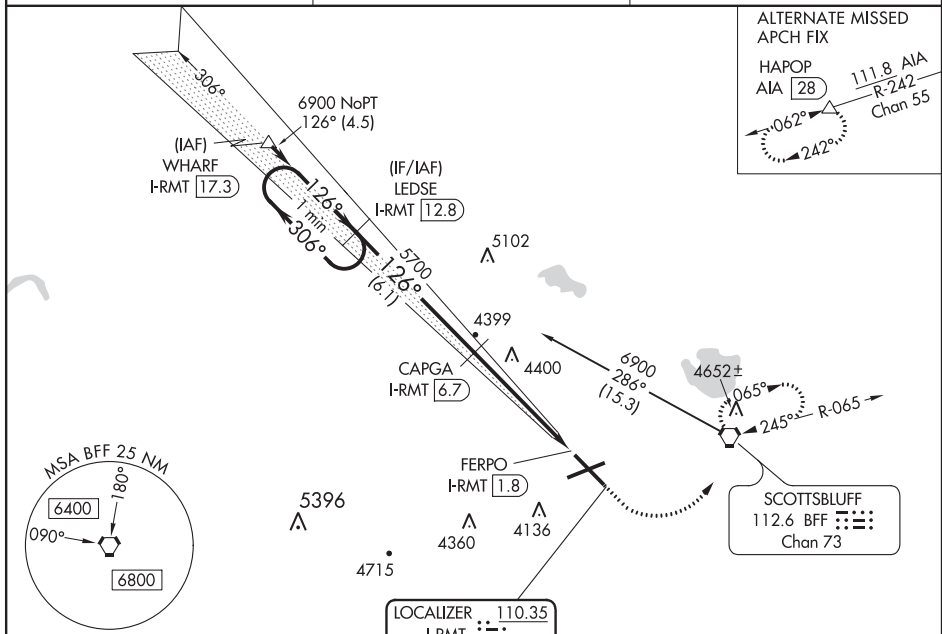 ALTERNATE MISSED
APCH FIX
HAPOP
AIA 28
111.8 AIA
R-242
Chan 55
062°
242°
306°
6900 NoPT
126° (4.5)
(IAF)
WHARF
I-RMT 17.3
(IF/IAF)
LEDSE
I-RMT 12.8
126°
1 min
306°
5700
126°
(6.1)
5102
4399
4400
CAPGA
I-RMT 6.7
6900
286°
(15.3)
4652±
065°
245°
R-065
FERPO
I-RMT 1.8
SCOTTSBLUFF
112.6 BFF
Chan 73
MSA BFF 25 NM
180°
6400
090°
6800
5396
4360
4136
4715
LOCALIZER 110.35
I-RMT